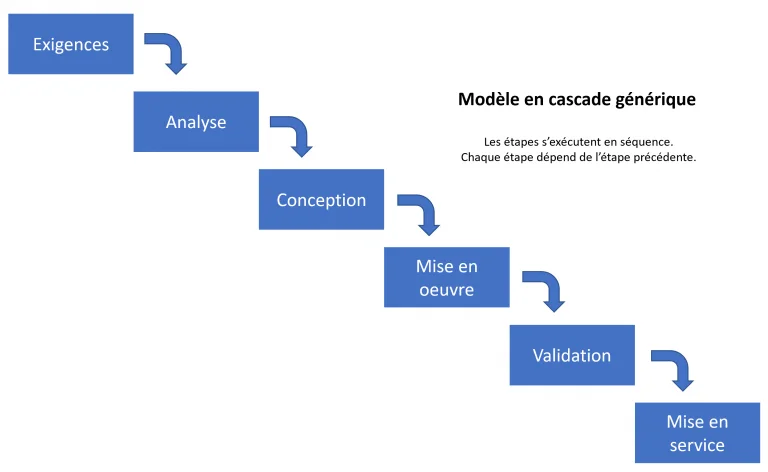 Exigences
Analyse
Modèle en cascade générique
Les étapes s’exécutent en séquence.
Chaque étape dépend de l’étape précédente.
Conception
Mise en
oeuvre
Validation
Mise en
service